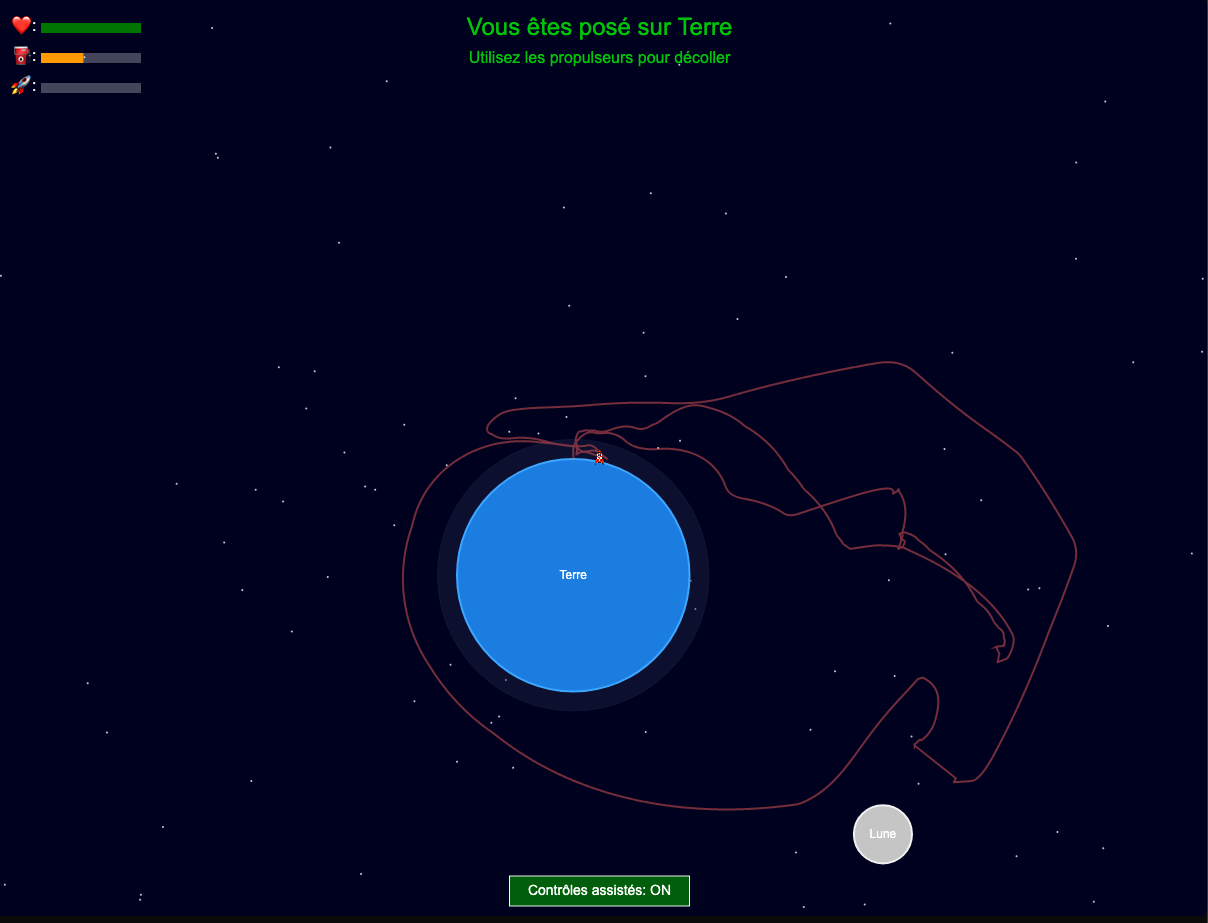 Vous êtes posé sur Terre
Utilisez les propulseurs pour décoller
Terre
Lune
Contrôles assistés: ON